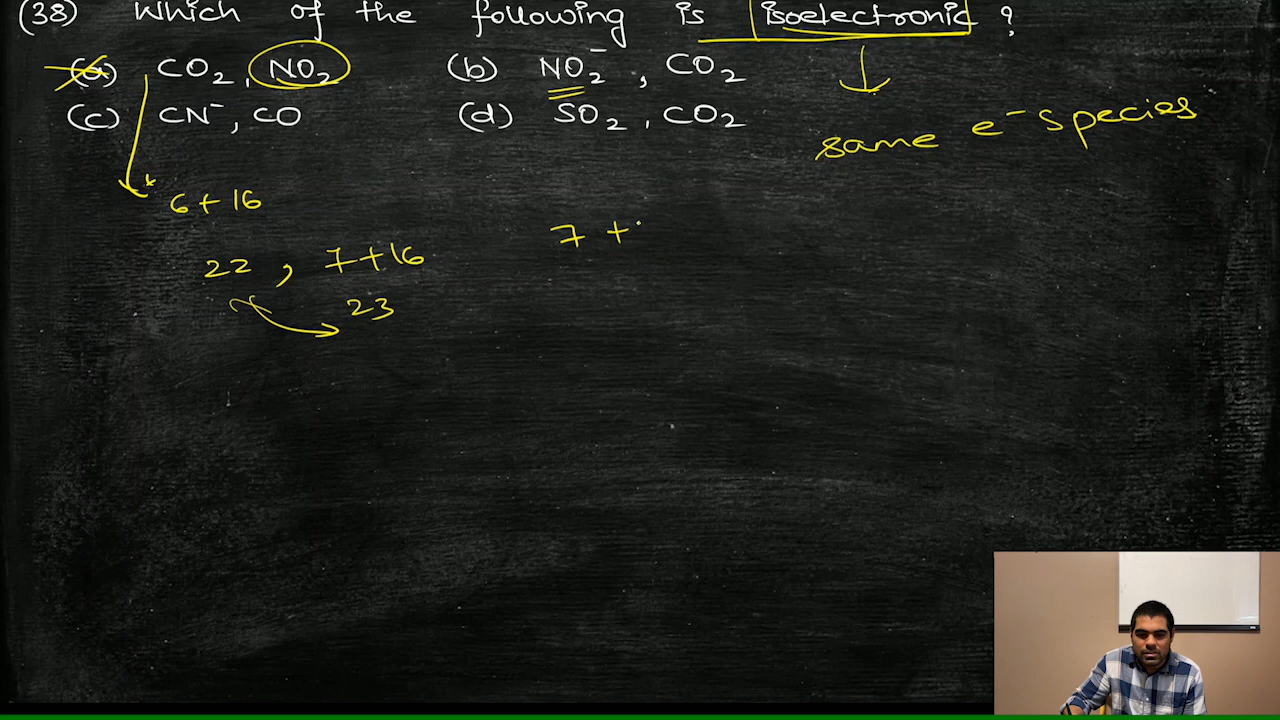 (38) Which of the following is isoelectronic ?
(a) CO₂, NO₂ (b) NO₂⁻, CO₂
(c) CN⁻, CO (d) SO₂, CO₂
same e⁻ species
6 + 16
22 , 7+16
23
7 +